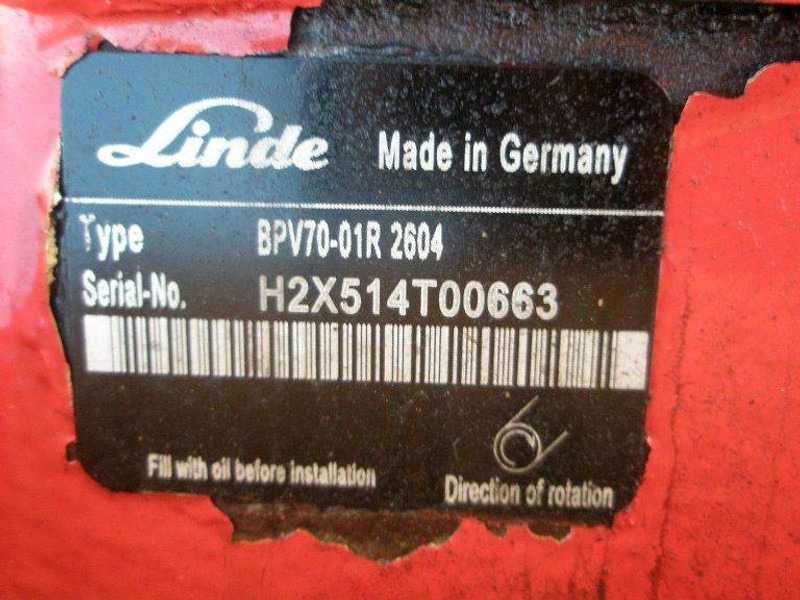 Linde Made in Germany
Type BPV70-01R 2604
Serial-No. H2X514T00663
Fill with oil before installation
Direction of rotation